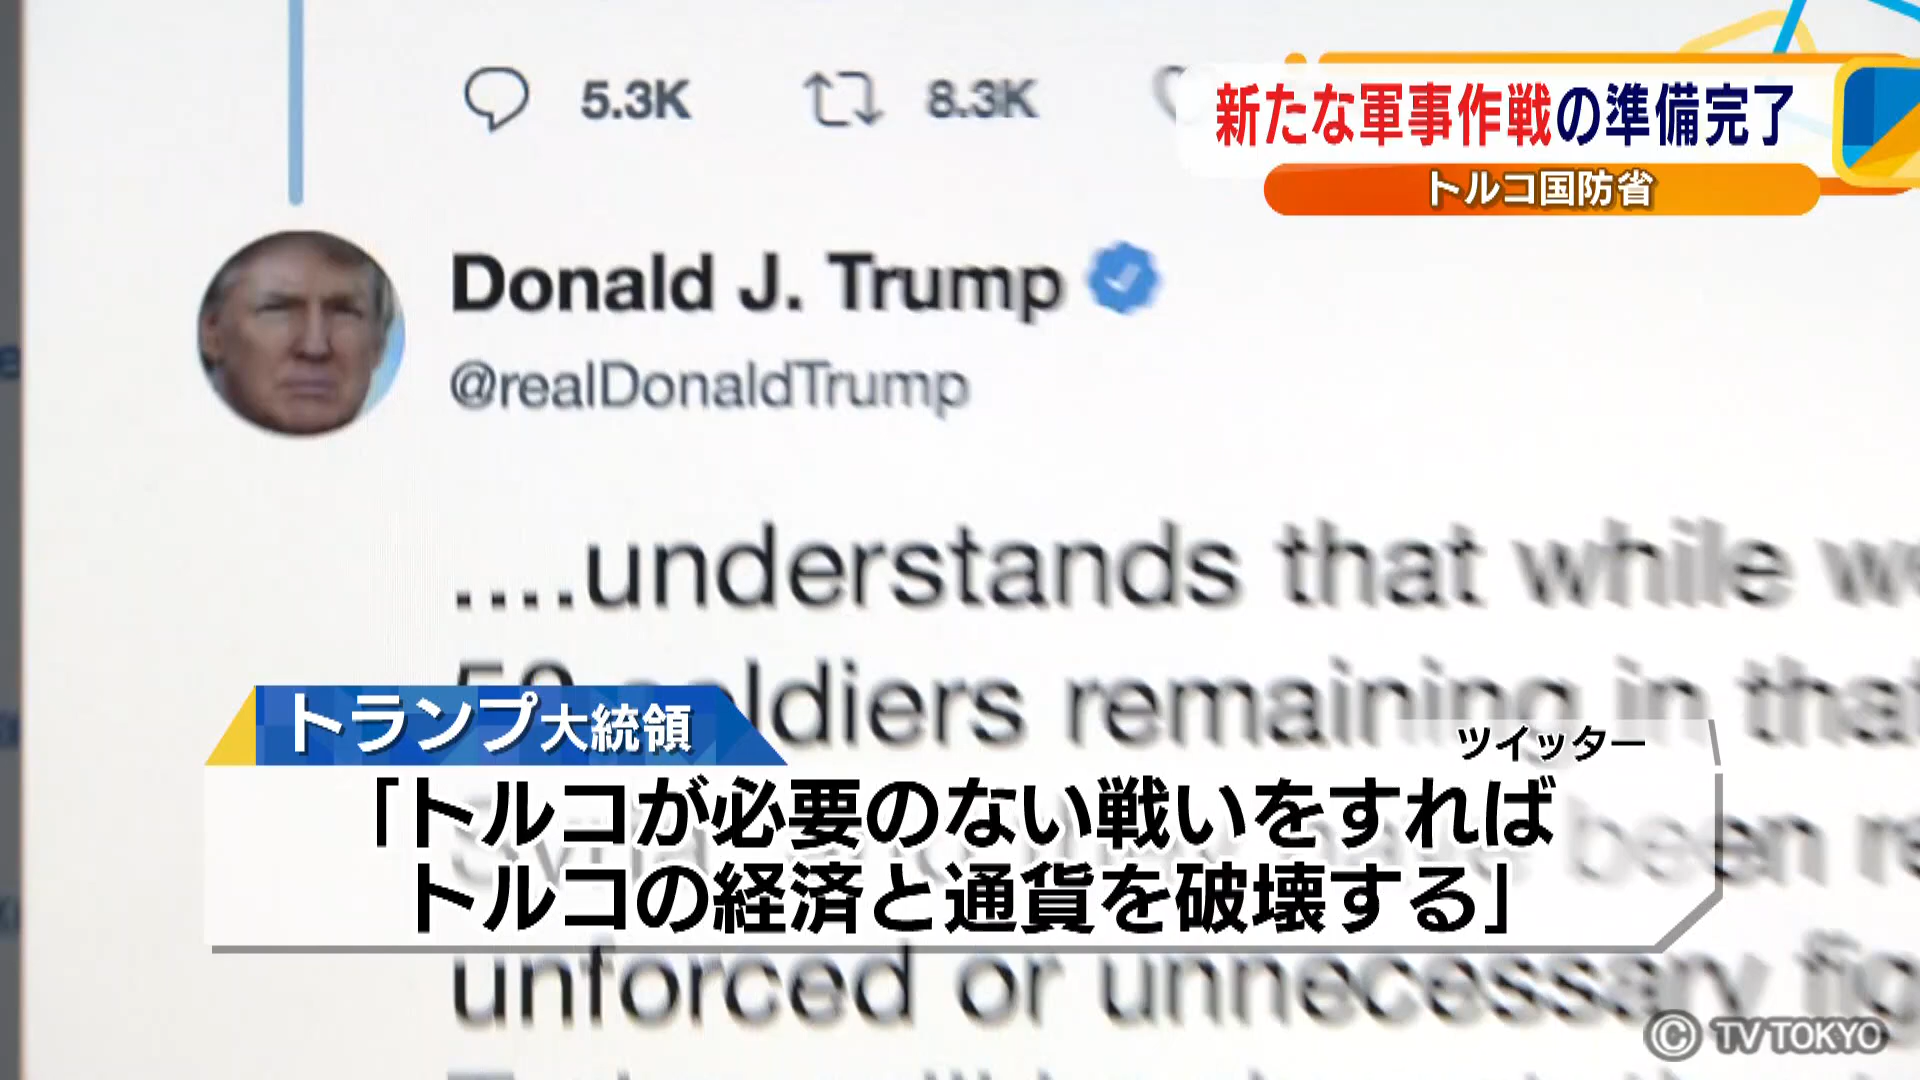 5.3K 8.3K
新たな軍事作戦の準備完了
トルコ国防省
Donald J. Trump
@realDonaldTrump
....understands that while we
soldiers remaining in that
トランプ大統領
ツイッター
「トルコが必要のない戦いをすれば
been
トルコの経済と通貨を破壊する」
unforced or unnecessary fig
© TV TOKYO